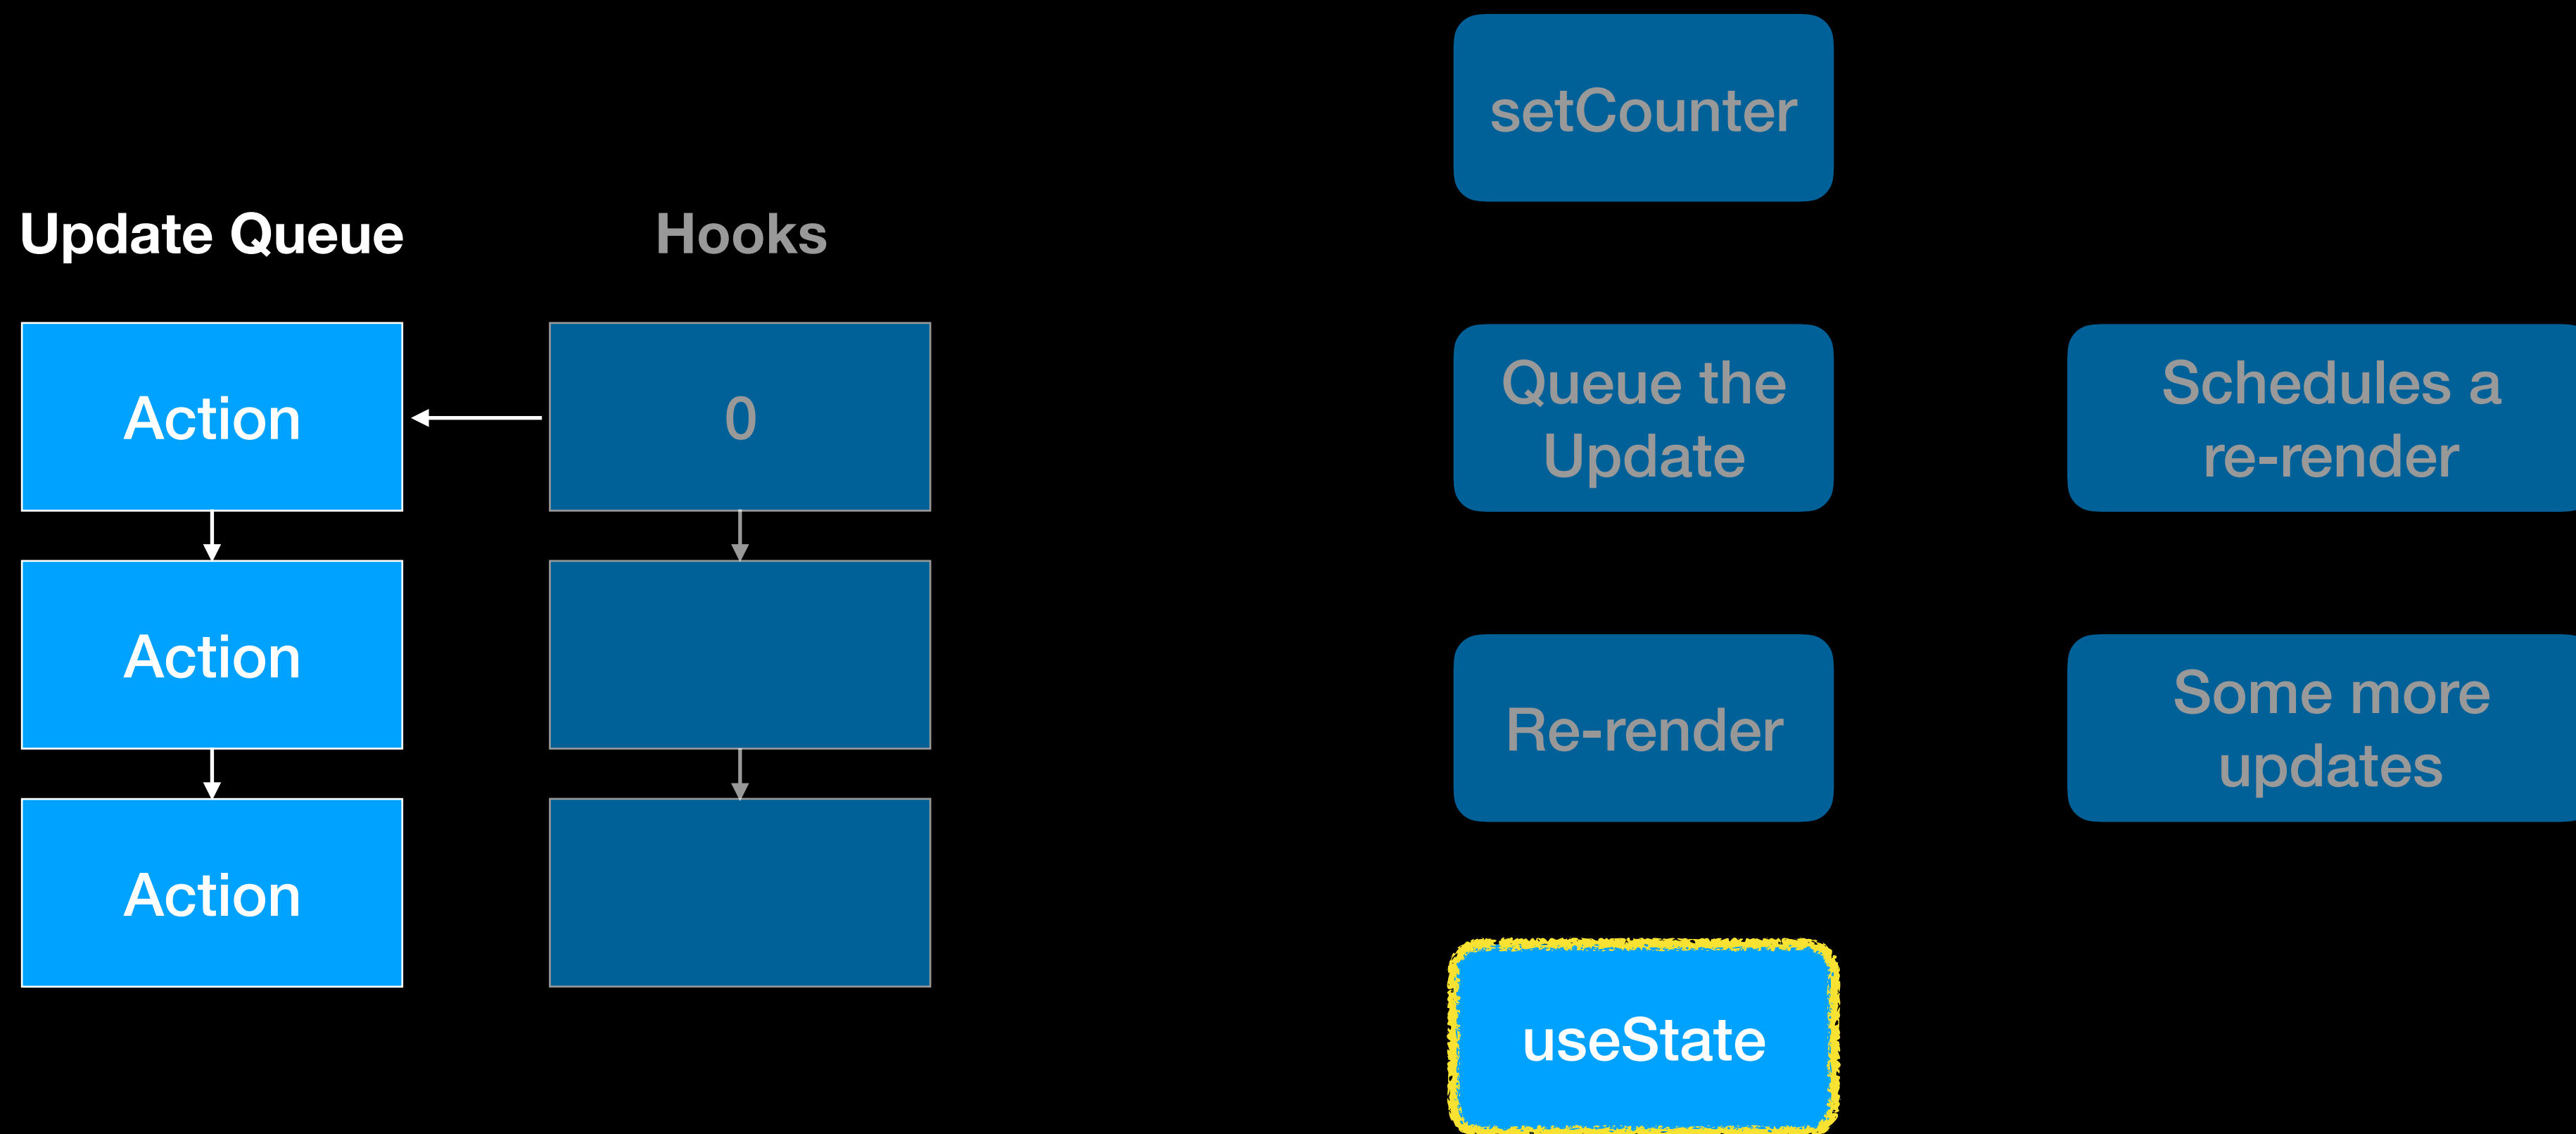 setCounter
Update Queue
Hooks
Action
0
Queue the
Update
Schedules a
re-render
Action
Re-render
Some more
updates
Action
useState